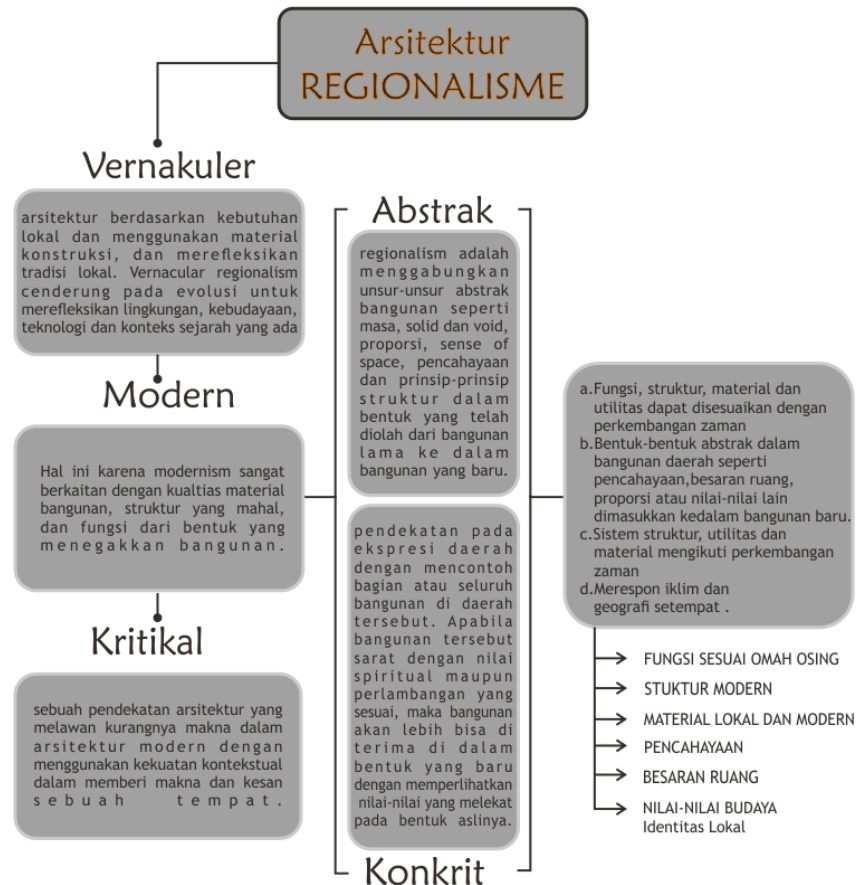 Arsitektur
REGIONALISME
Vernakuler
arsitektur berdasarkan kebutuhan
lokal dan menggunakan material
konstruksi, dan merefleksikan
tradisi lokal. Vernacular regionalism
cenderung pada evolusi untuk
merefleksikan lingkungan, kebudayaan,
teknologi dan konteks sejarah yang ada
Modern
Hal ini karena modernism sangat
berkaitan dengan kualtias material
bangunan, struktur yang mahal,
dan fungsi dari bentuk yang
menegakkan bangunan.
Kritikal
sebuah pendekatan arsitektur yang
melawan kurangnya makna dalam
arsitektur modern dengan
menggunakan kekuatan kontekstual
dalam memberi makna dan kesan
sebuah tempat.
Abstrak
regionalism adalah
menggabungkan
unsur-unsur abstrak
bangunan seperti
masa, solid dan void,
proporsi, sense of
space, pencahayaan
dan prinsip-prinsip
struktur dalam
bentuk yang telah
diolah dari bangunan
lama ke dalam
bangunan yang baru.
pendekatan pada
ekspresi daerah
dengan mencontoh
bagian atau seluruh
bangunan di daerah
tersebut. Apabila
bangunan tersebut
sarat dengan nilai
spiritual maupun
perlambangan yang
sesuai, maka bangunan
akan lebih bisa di
terima di dalam
bentuk yang baru
dengan memperlihatkan
nilai-nilai yang melekat
pada bentuk aslinya.
Konkrit
a.Fungsi, struktur, material dan
utilitas dapat disesuaikan dengan
perkembangan zaman
b.Bentuk-bentuk abstrak dalam
bangunan daerah seperti
pencahayaan,besaran ruang,
proporsi atau nilai-nilai lain
dimasukkan kedalam bangunan baru.
c.Sistem struktur, utilitas dan
material mengikuti perkembangan
zaman
d.Merespon iklim dan
geografi setempat .
FUNGSI SESUAI OMAH OSING
STUKTUR MODERN
MATERIAL LOKAL DAN MODERN
PENCAHAYAAN
BESARAN RUANG
NILAI-NILAI BUDAYA
Identitas Lokal